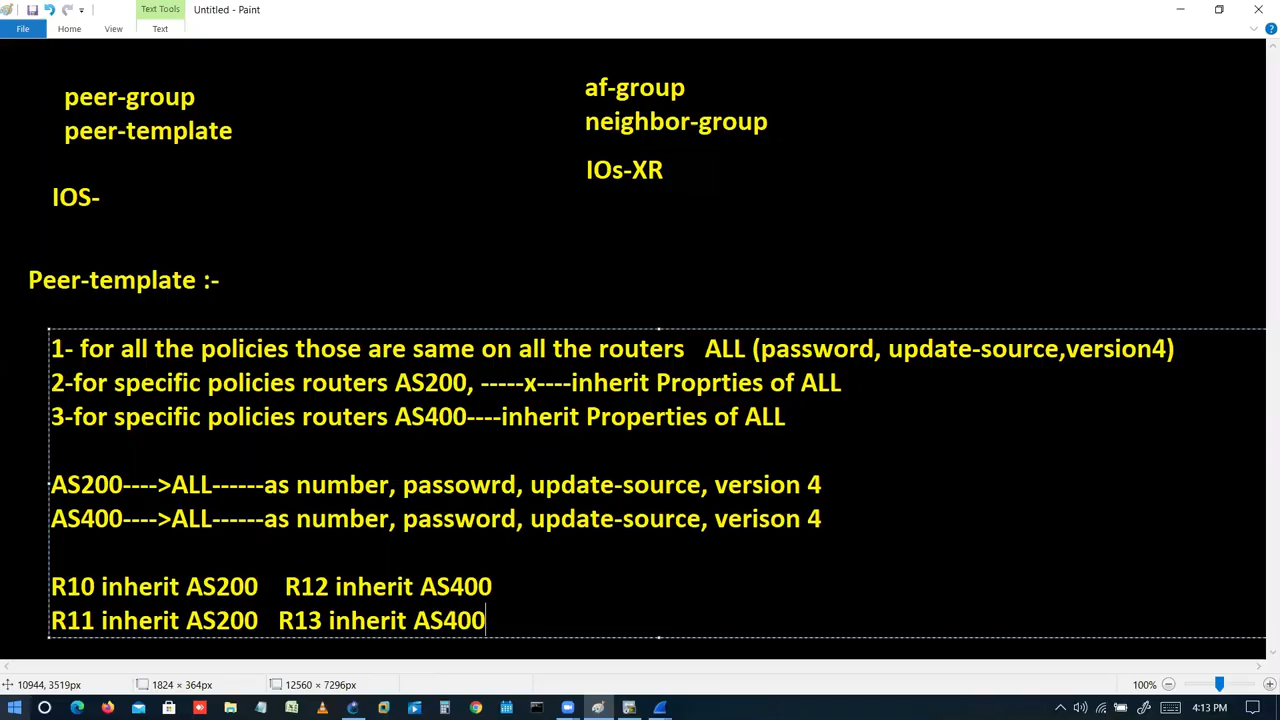 Text Tools
Untitled - Paint
File
Home
View
Text
peer-group
peer-template
af-group
neighbor-group
IOs-XR
IOS-
Peer-template :-
1- for all the policies those are same on all the routers   ALL (password, update-source,version4)
2-for specific policies routers AS200, -----x----inherit Proprties of ALL
3-for specific policies routers AS400----inherit Properties of ALL
AS200---->ALL------as number, passowrd, update-source, version 4
AS400---->ALL------as number, password, update-source, verison 4
R10 inherit AS200    R12 inherit AS400
R11 inherit AS200   R13 inherit AS400
10944, 3519px
1824 × 364px
12560 × 7296px
100%
4:13 PM